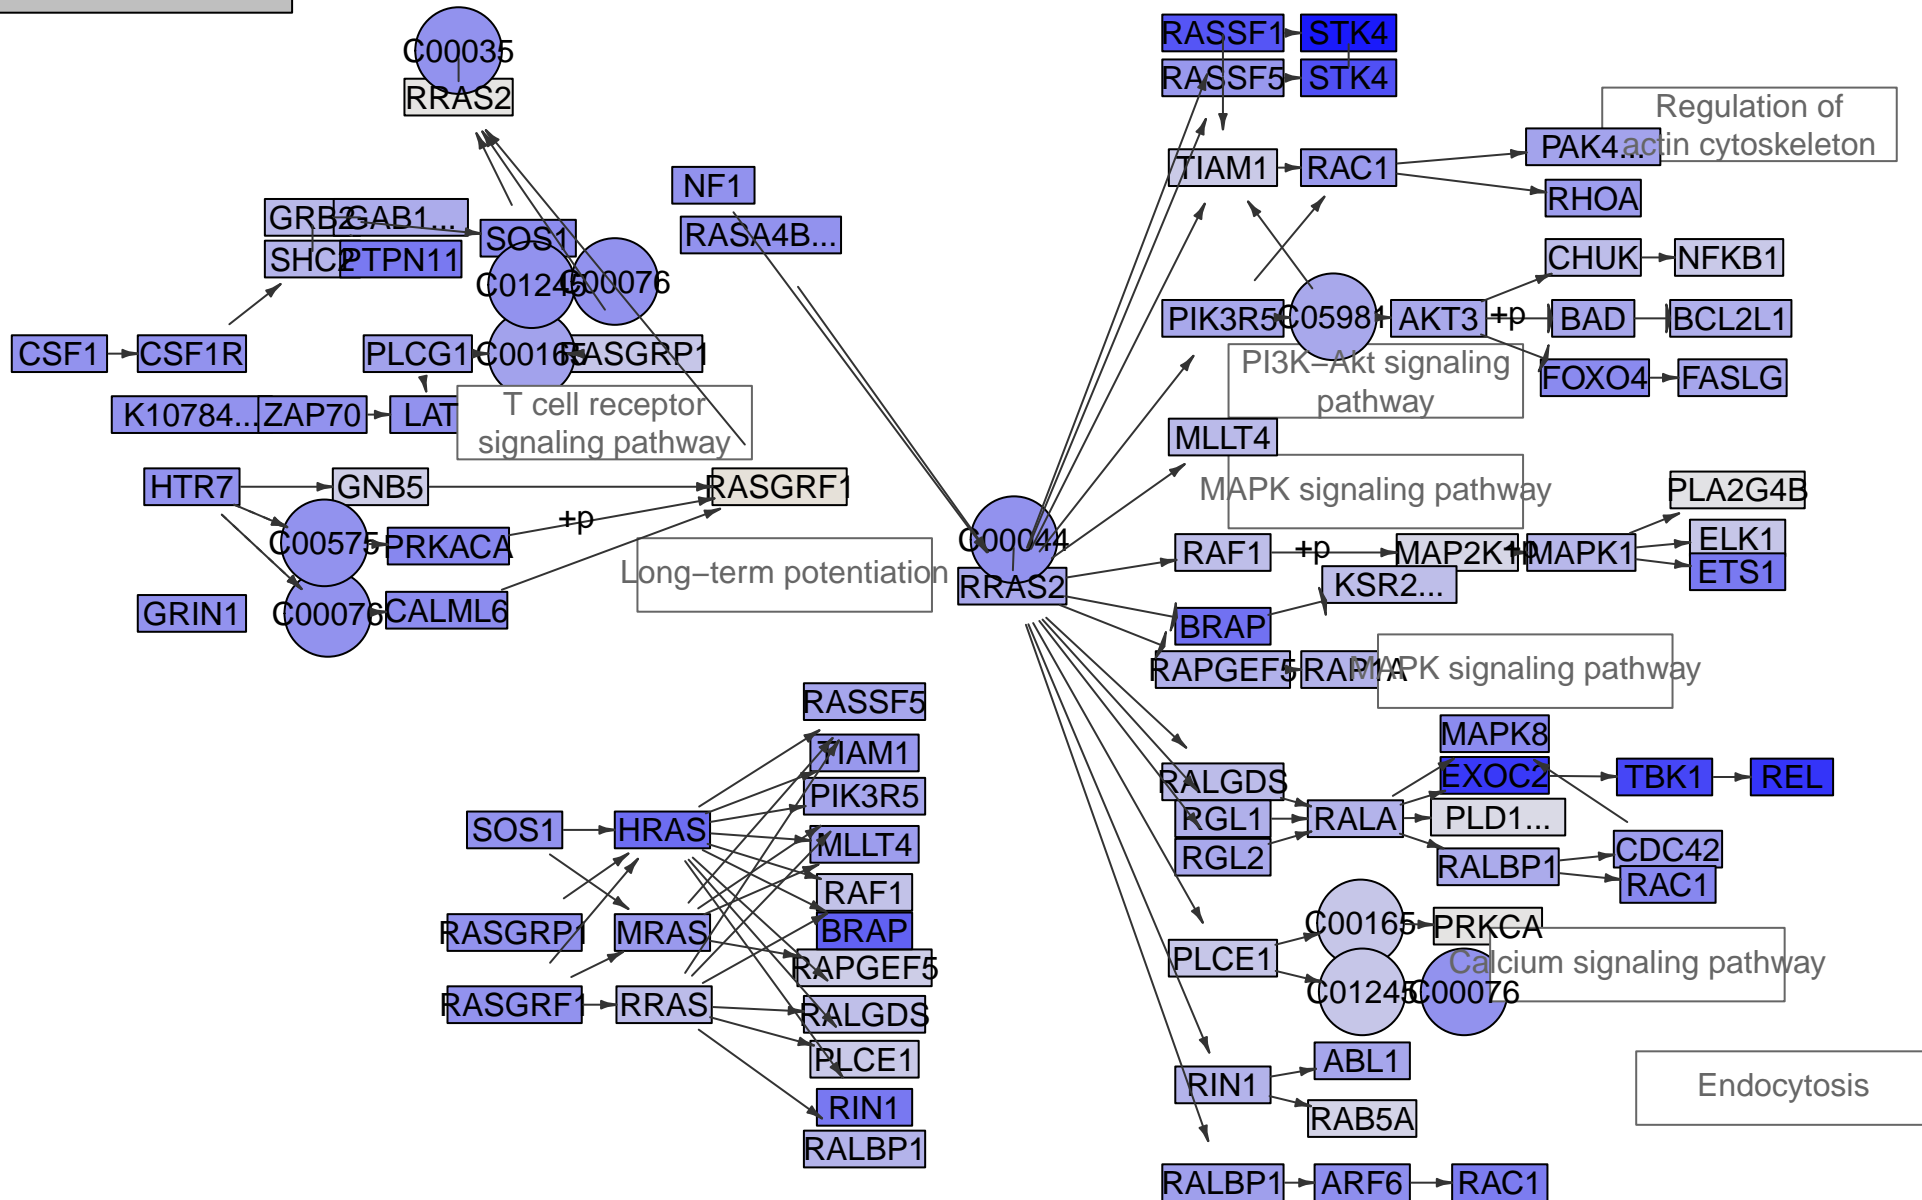 C00035
RRAS2
NF1
RASA4B...
GRB2
GAB1...
SOS1
SHC2
PTPN11
C01245
C00076
CSF1
CSF1R
PLCG1
C00165
RASGRP1
K10784...
ZAP70
LAT
T cell receptor
signaling pathway
HTR7
GNB5
RASGRF1
C00575
PRKACA
+p
GRIN1
C00076
CALML6
Long−term potentiation
C00044
RRAS2
RASSF1
STK4
RASSF5
STK4
Regulation of
actin cytoskeleton
TIAM1
RAC1
PAK4...
RHOA
CHUK
NFKB1
PIK3R5
C05981
AKT3
+p
BAD
BCL2L1
PI3K−Akt signaling
pathway
FOXO4
FASLG
MLLT4
MAPK signaling pathway
PLA2G4B
RAF1
+p
MAP2K1
+p
MAPK1
ELK1
ETS1
KSR2...
BRAP
RAPGEF5
RAP1A
MAPK signaling pathway
MAPK8
RALGDS
EXOC2
TBK1
REL
RGL1
RALA
PLD1...
RGL2
RALBP1
CDC42
RAC1
C00165
PRKCA
PLCE1
Calcium signaling pathway
C01245
C00076
ABL1
RIN1
RAB5A
Endocytosis
RALBP1
ARF6
RAC1
RASSF5
TIAM1
PIK3R5
SOS1
HRAS
MLLT4
RAF1
RASGRP1
MRAS
BRAP
RAPGEF5
RASGRF1
RRAS
RALGDS
PLCE1
RIN1
RALBP1